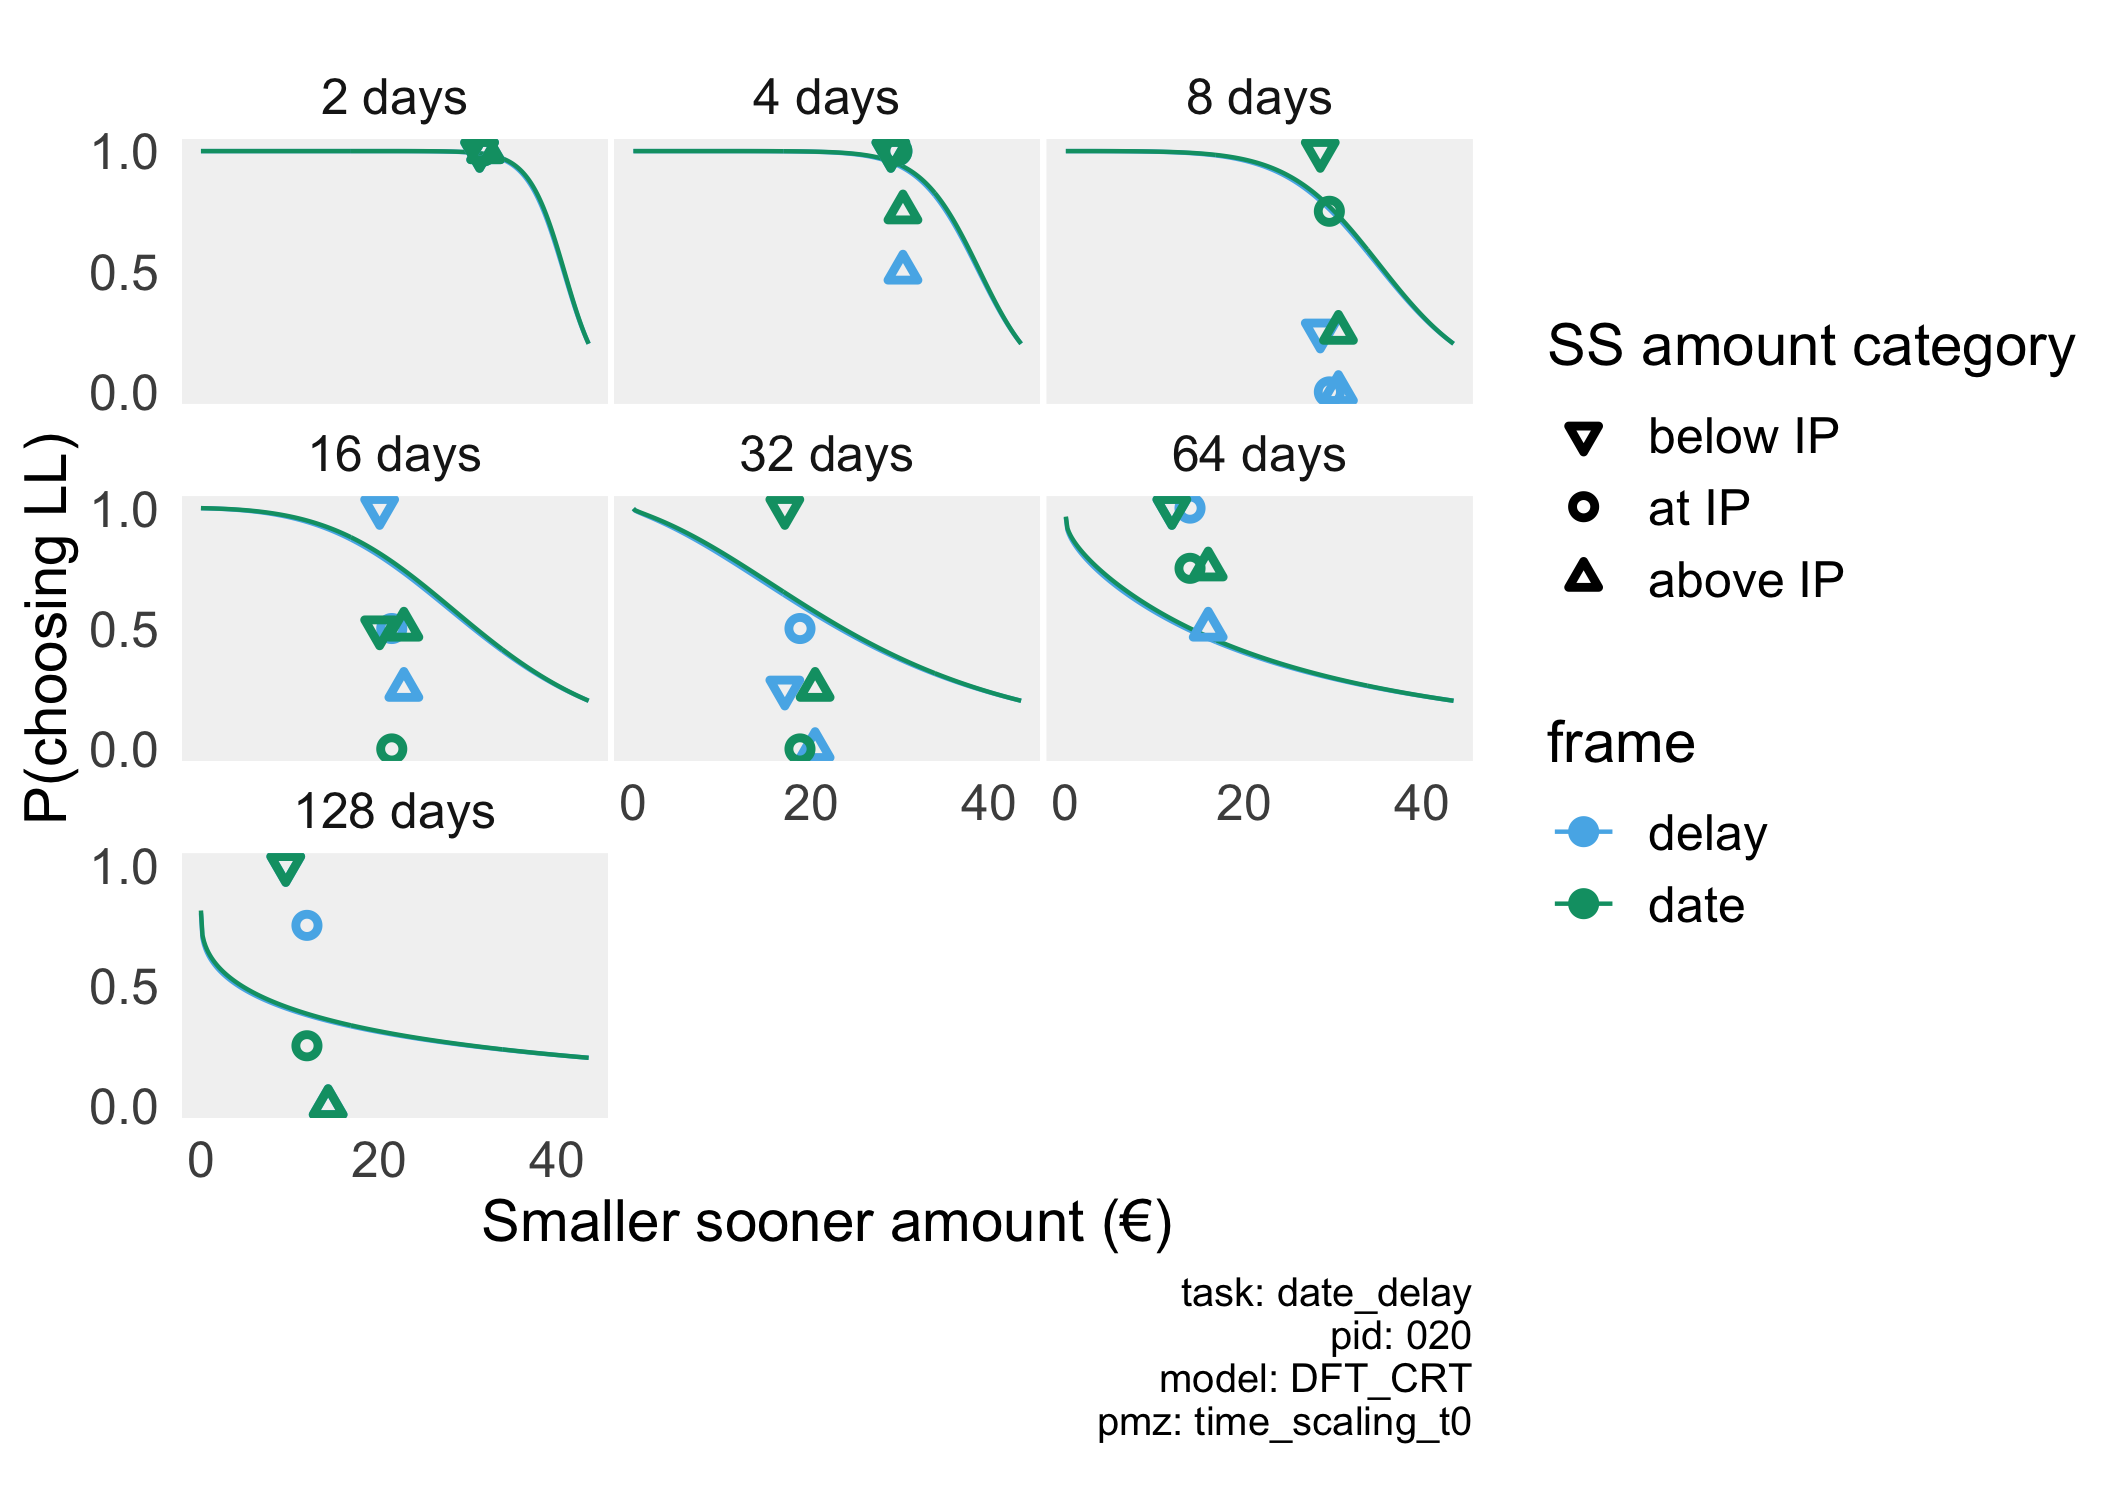 2 days
4 days
8 days
1.0
0.5
0.0
16 days
32 days
64 days
1.0
0.5
0.0
0
20
40
0
20
40
128 days
1.0
0.5
0.0
0
20
40
P(choosing LL)
Smaller sooner amount (€)
SS amount category
below IP
at IP
above IP
frame
delay
date
task: date_delay
pid: 020
model: DFT_CRT
pmz: time_scaling_t0